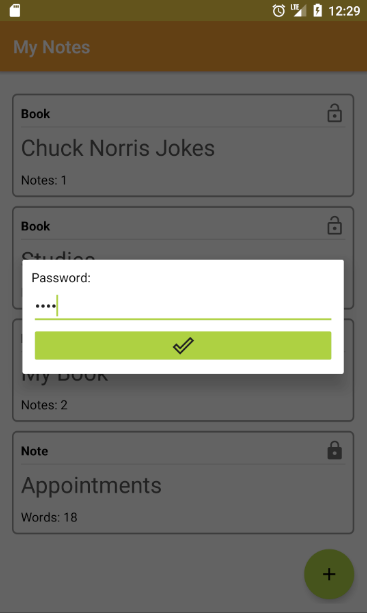 LTE 12:29
My Notes
Book
Chuck Norris Jokes
Notes: 1
Book
Studies
Password:
••••
My Book
Notes: 2
Note
Appointments
Words: 18
+